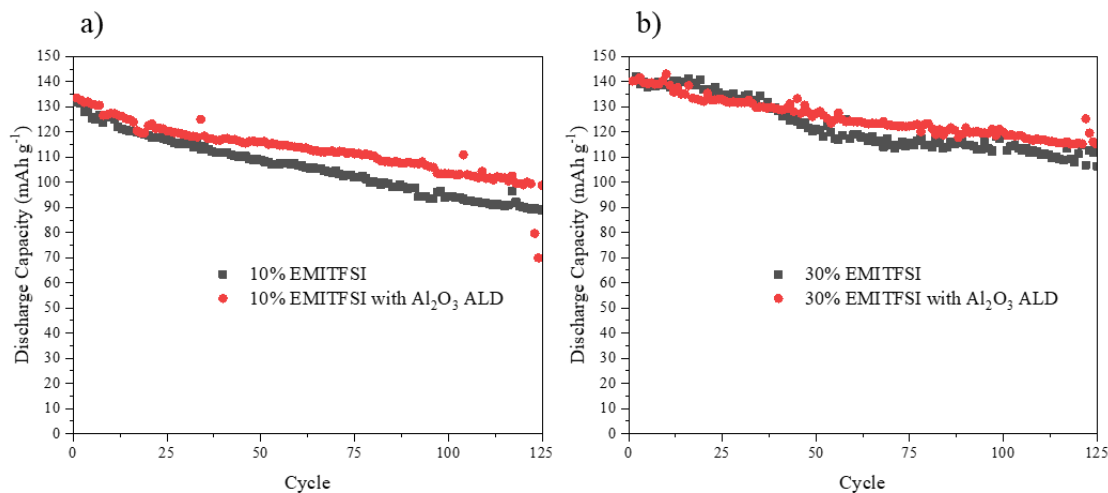 a)
150
140
130
120
110
100
90
80
70
60
50
40
30
20
10
0
Discharge Capacity (mAh g⁻¹)
10% EMITFSI
10% EMITFSI with Al₂O₃ ALD
0 25 50 75 100 125
Cycle
b)
150
140
130
120
110
100
90
80
70
60
50
40
30
20
10
0
Discharge Capacity (mAh g⁻¹)
30% EMITFSI
30% EMITFSI with Al₂O₃ ALD
0 25 50 75 100 125
Cycle